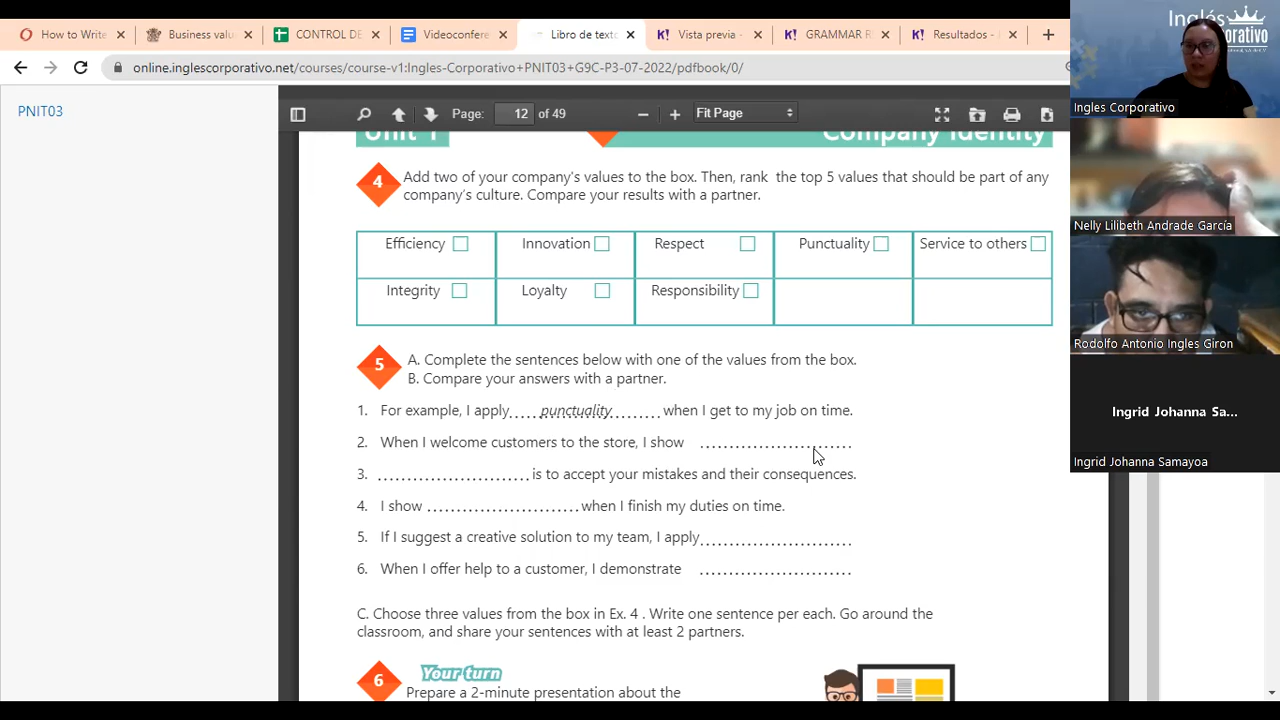 How to Write
Business valu
CONTROL DE
Videoconfere
Libro de texto
Vista previa -
GRAMMAR R
Resultados -
online.inglescorporativo.net/courses/course-v1:Ingles-Corporativo+PNIT03+G9C-P3-07-2022/pdfbook/0/
PNIT03
Page: 12 of 49
Fit Page
Unit 1
Company Identity
4 Add two of your company's values to the box. Then, rank the top 5 values that should be part of any
company's culture. Compare your results with a partner.
Efficiency Innovation Respect Punctuality Service to others
Integrity Loyalty Responsibility
5 A. Complete the sentences below with one of the values from the box.
B. Compare your answers with a partner.
1. For example, I apply.....punctuality.........when I get to my job on time.
2. When I welcome customers to the store, I show ..........................
3. ..........................is to accept your mistakes and their consequences.
4. I show ..........................when I finish my duties on time.
5. If I suggest a creative solution to my team, I apply..........................
6. When I offer help to a customer, I demonstrate ..........................
C. Choose three values from the box in Ex. 4 . Write one sentence per each. Go around the
classroom, and share your sentences with at least 2 partners.
6 Your turn
Prepare a 2-minute presentation about the
Inglés
Ingles Corporativo
Nelly Lilibeth Andrade García
Rodolfo Antonio Ingles Giron
Ingrid Johanna Sa...
Ingrid Johanna Samayoa